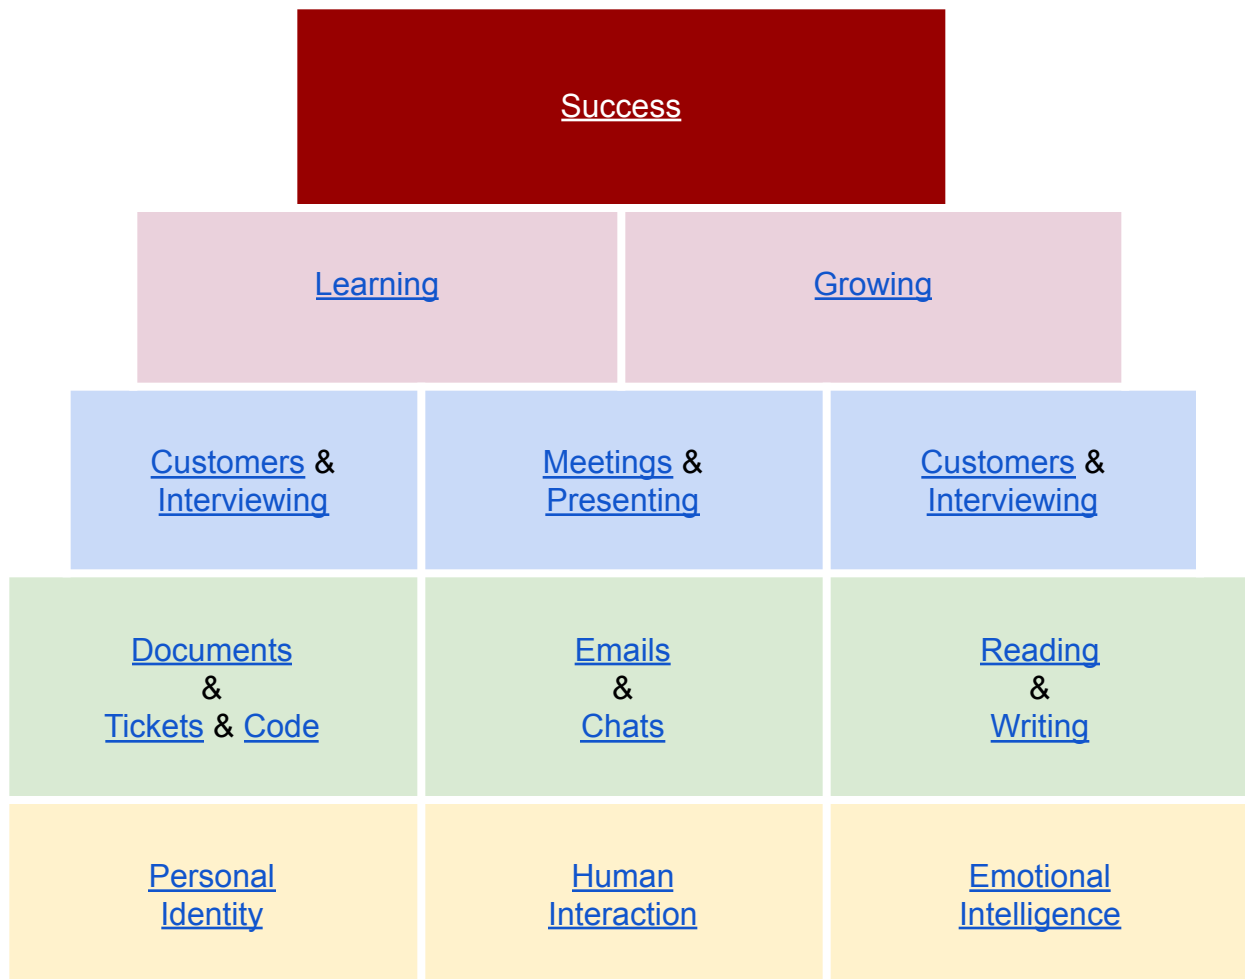 Success
Learning
Growing
Customers &
Interviewing
Meetings &
Presenting
Customers &
Interviewing
Documents
&
Tickets & Code
Emails
&
Chats
Reading
&
Writing
Personal
Identity
Human
Interaction
Emotional
Intelligence